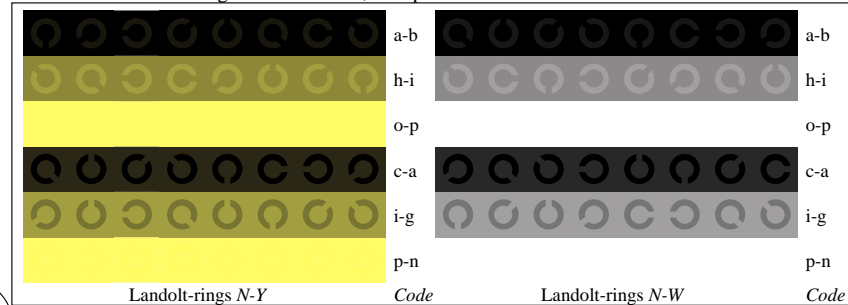 a-b a-b
h-i h-i
o-p o-p
c-a c-a
i-g i-g
p-n p-n
Landolt-rings N-Y Code Landolt-rings N-W Code